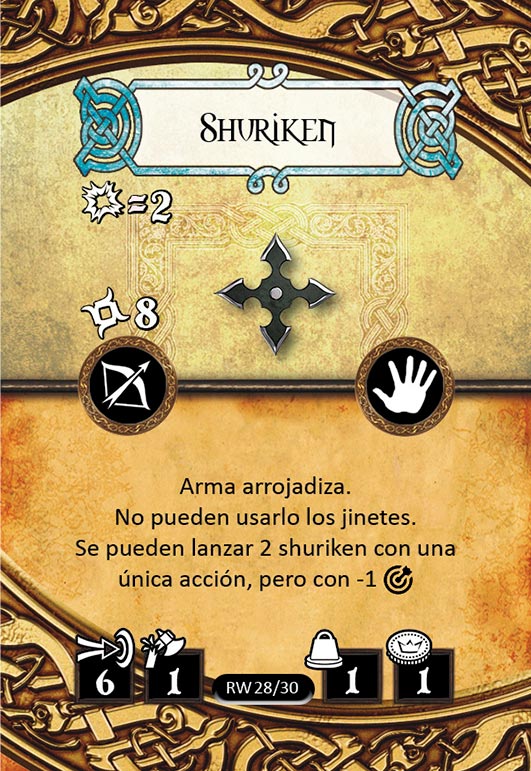 Shuriken
=2
8
Arma arrojadiza.
No pueden usarlo los jinetes.
Se pueden lanzar 2 shuriken con una
única acción, pero con -1
6 1 RW 28/30 1 1